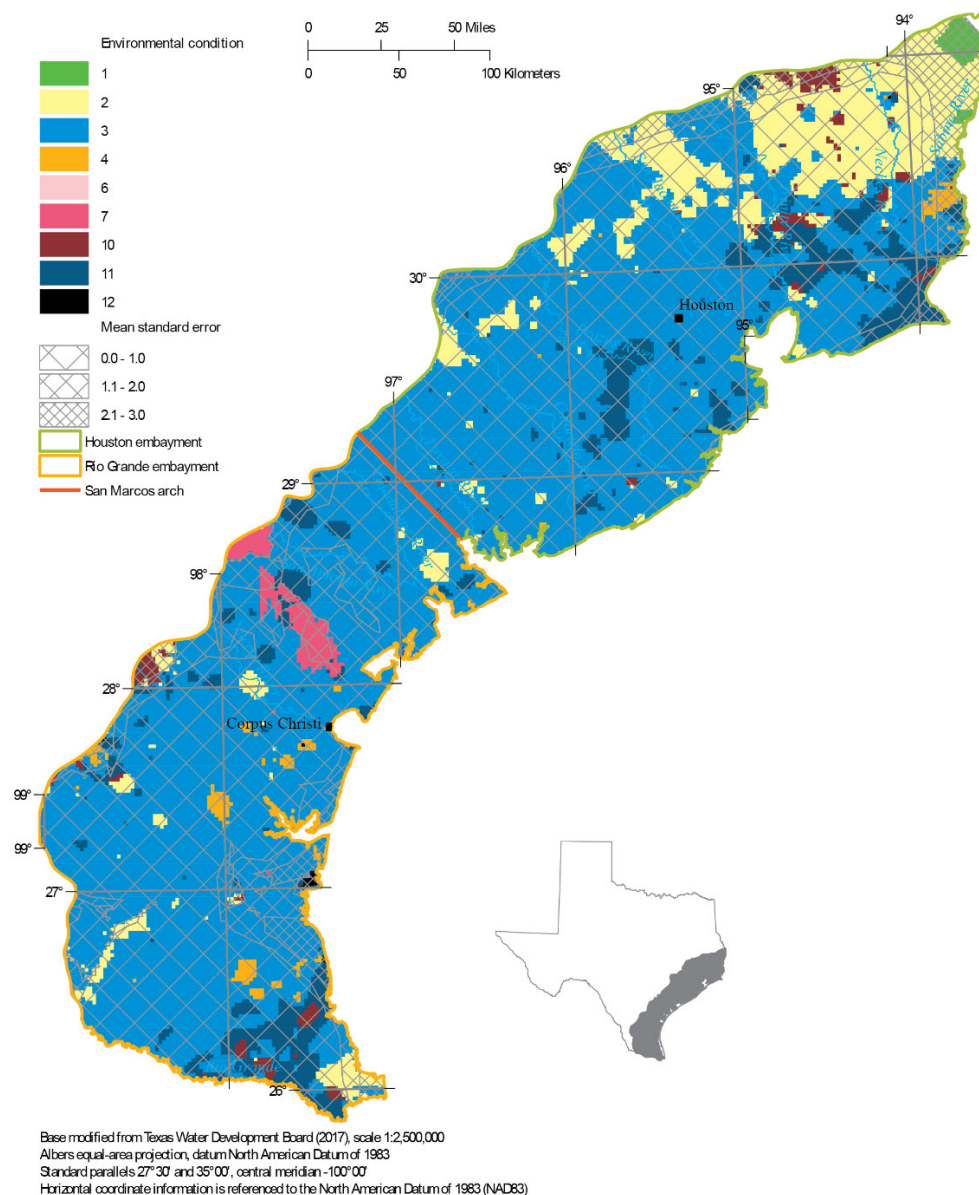 Environmental condition
1
2
3
4
6
7
10
11
12
Mean standard error
0.0 - 1.0
1.1 - 2.0
2.1 - 3.0
Houston embayment
Rio Grande embayment
San Marcos arch
0 25 50 Miles
0 50 100 Kilometers
94°
95°
Sabine River
96°
30°
Houston
95°
97°
29°
98°
28°
Corpus Christi
99°
99°
27°
26°
Base modified from Texas Water Development Board (2017), scale 1:2,500,000
Albers equal-area projection, datum North American Datum of 1983
Standard parallels 27°30' and 35°00', central meridian -100°00'
Horizontal coordinate information is referenced to the North American Datum of 1983 (NAD83)